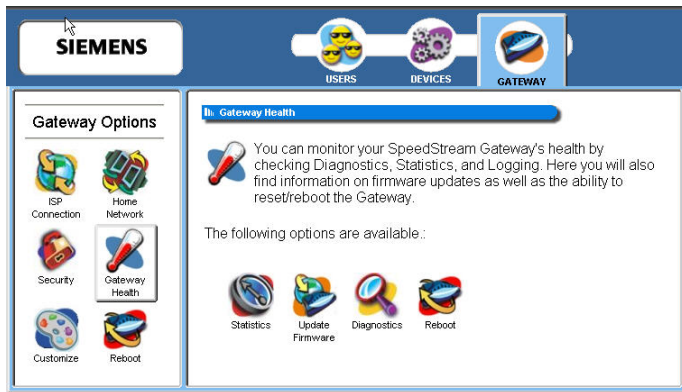 SIEMENS
USERS
DEVICES
GATEWAY
Gateway Options
ISP
Connection
Home
Network
Security
Gateway
Health
Customize
Reboot
Gateway Health
You can monitor your SpeedStream Gateway's health by
checking Diagnostics, Statistics, and Logging. Here you will also
find information on firmware updates as well as the ability to
reset/reboot the Gateway.
The following options are available.:
Statistics
Update
Firmware
Diagnostics
Reboot